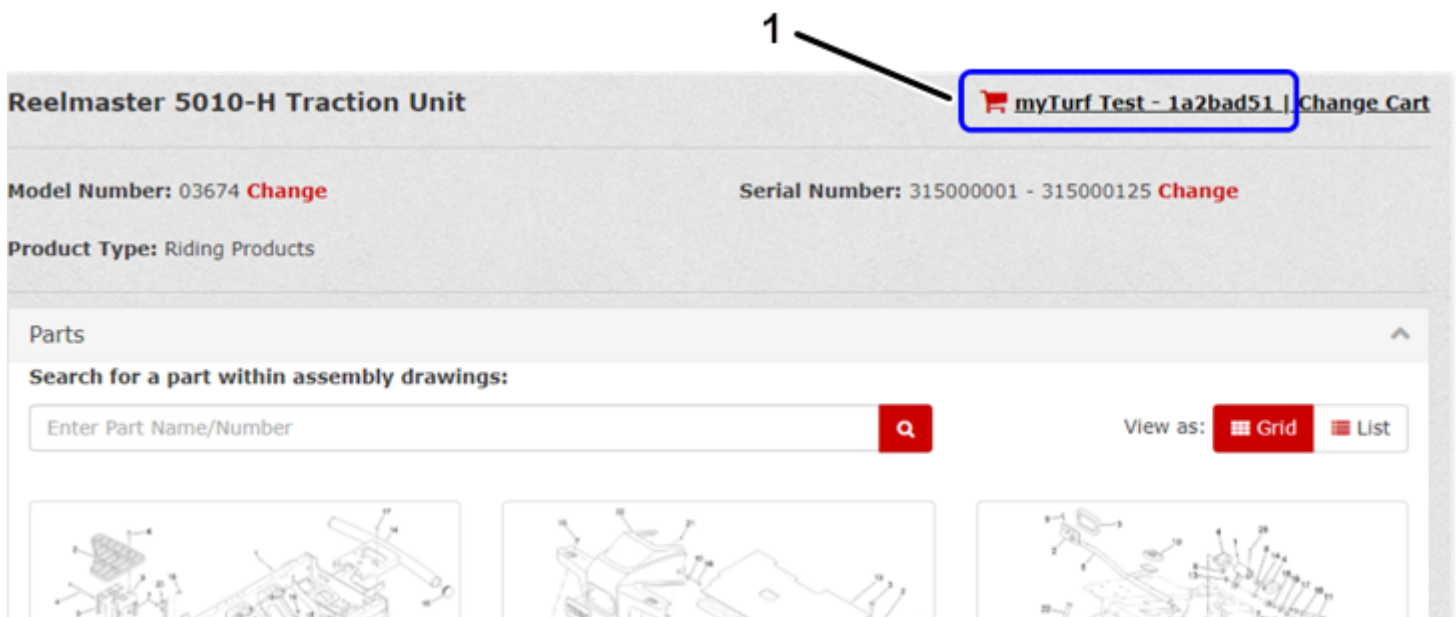 1
Reelmaster 5010-H Traction Unit
myTurf Test - 1a2bad51 | Change Cart
Model Number: 03674 Change
Serial Number: 315000001 - 315000125 Change
Product Type: Riding Products
Parts
Search for a part within assembly drawings:
Enter Part Name/Number
View as: Grid List